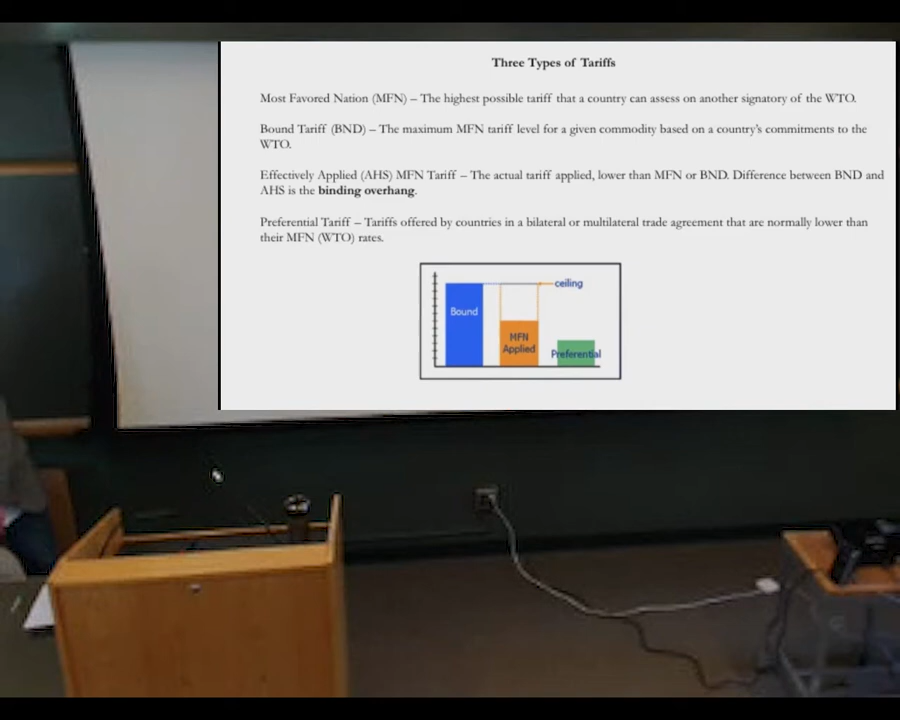 Three Types of Tariffs
Most Favored Nation (MFN) – The highest possible tariff that a country can assess on another signatory of the WTO.
Bound Tariff (BND) – The maximum MFN tariff level for a given commodity based on a country's commitments to the
WTO.
Effectively Applied (AHS) MFN Tariff – The actual tariff applied, lower than MFN or BND. Difference between BND and
AHS is the binding overhang.
Preferential Tariff – Tariffs offered by countries in a bilateral or multilateral trade agreement that are normally lower than
their MFN (WTO) rates.
ceiling
Bound
MFN
Applied
Preferential